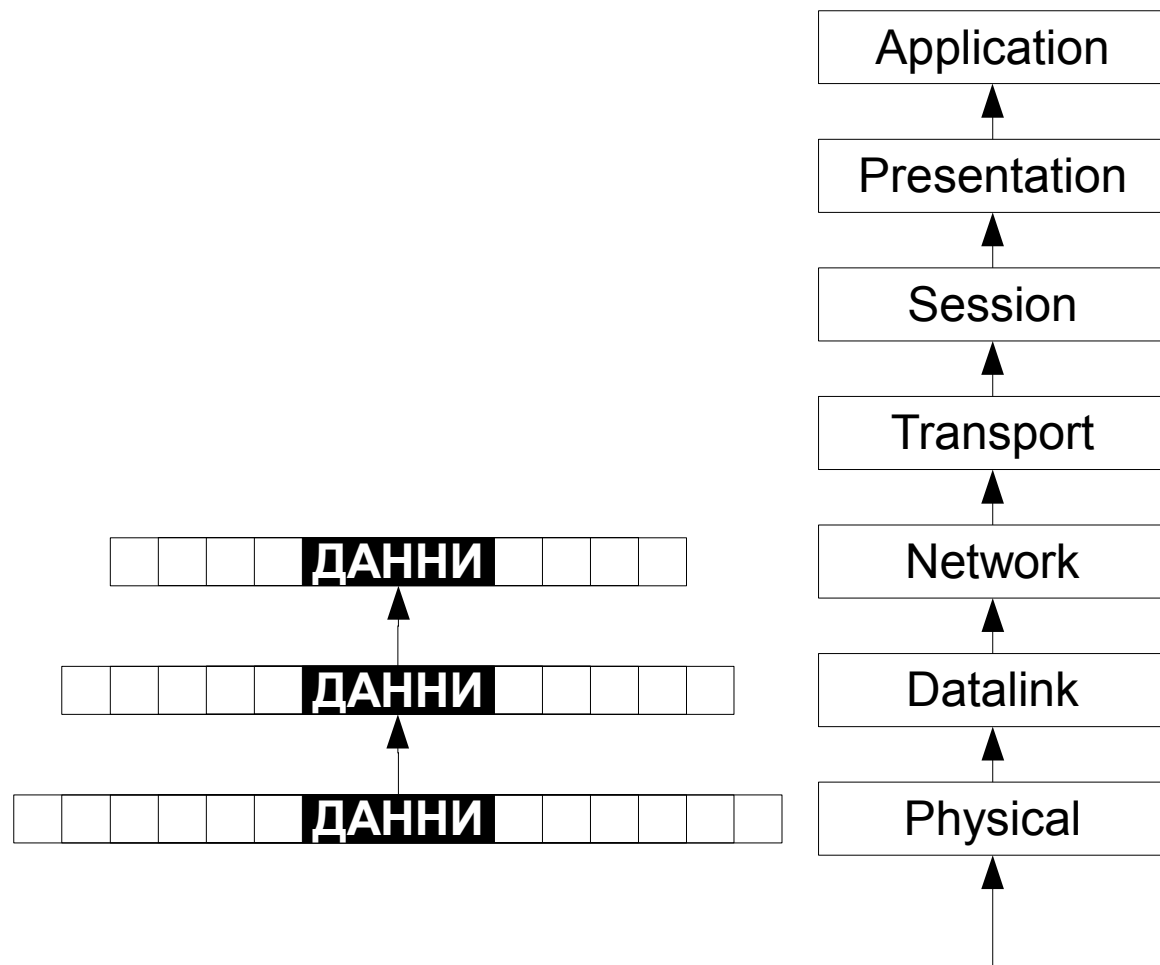 Application
Presentation
Session
Transport
ДАННИ
Network
ДАННИ
Datalink
ДАННИ
Physical